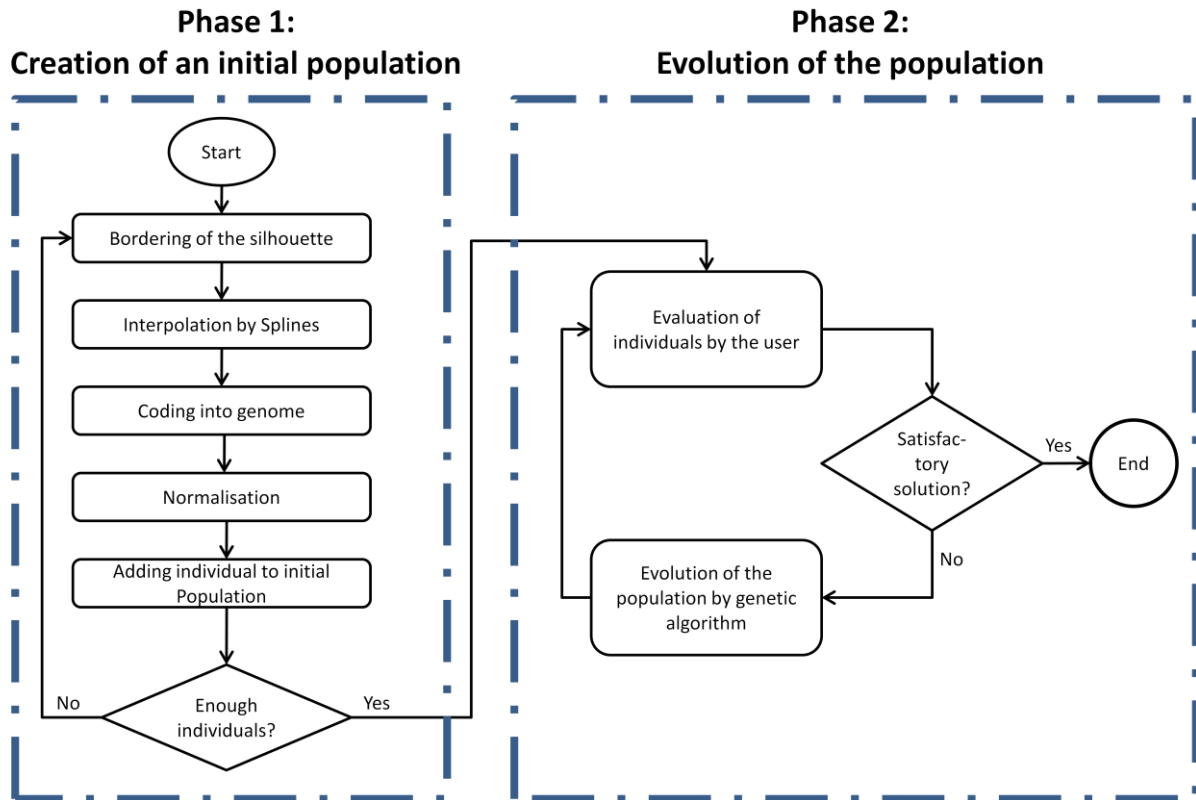 Phase 1:
Creation of an initial population
Start
Bordering of the silhouette
Interpolation by Splines
Coding into genome
Normalisation
Adding individual to initial
Population
Enough
individuals?
No
Yes
Phase 2:
Evolution of the population
Evaluation of
individuals by the user
Satisfac-
tory
solution?
Yes
End
No
Evolution of the
population by genetic
algorithm